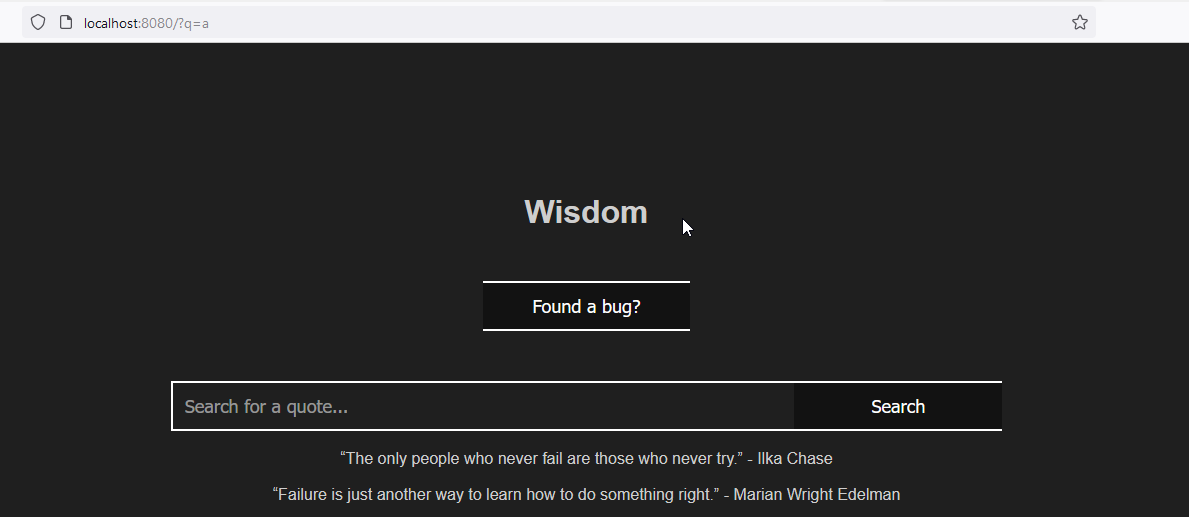 localhost:8080/?q=a
Wisdom
Found a bug?
Search for a quote...
Search
“The only people who never fail are those who never try.” - Ilka Chase
“Failure is just another way to learn how to do something right.” - Marian Wright Edelman